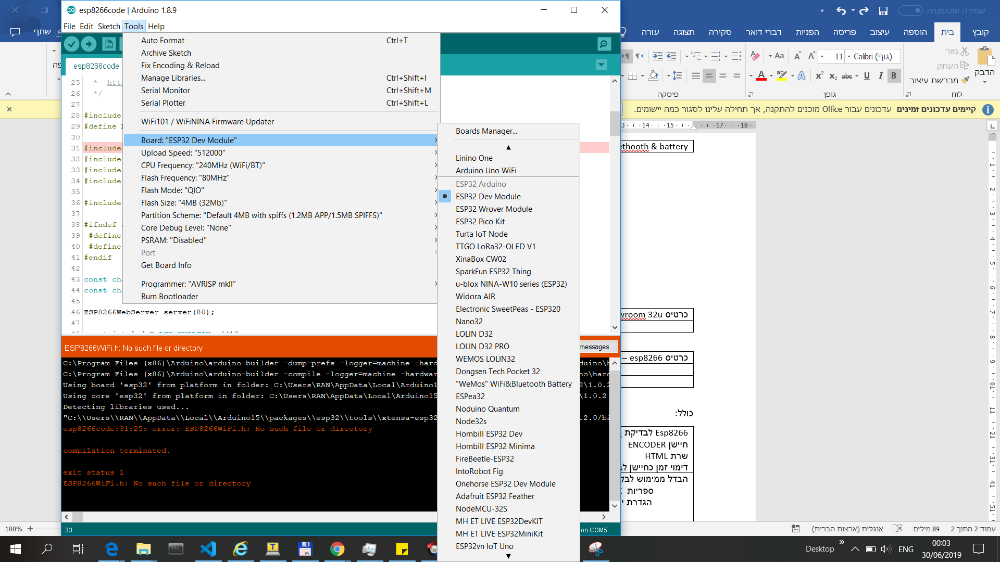 esp8266code | Arduino 1.8.9
File Edit Sketch Tools Help
esp8266code
Auto Format Ctrl+T
Archive Sketch
Fix Encoding & Reload
Manage Libraries... Ctrl+Shift+I
Serial Monitor Ctrl+Shift+M
Serial Plotter Ctrl+Shift+L
WiFi101 / WiFiNINA Firmware Updater
Board: "ESP32 Dev Module"
Upload Speed: "512000"
CPU Frequency: "240MHz (WiFi/BT)"
Flash Frequency: "80MHz"
Flash Mode: "QIO"
Flash Size: "4MB (32Mb)"
Partition Scheme: "Default 4MB with spiffs (1.2MB APP/1.5MB SPIFFS)"
Core Debug Level: "None"
PSRAM: "Disabled"
Port
Get Board Info
Programmer: "AVRISP mkII"
Burn Bootloader
Boards Manager...
Linino One
Arduino Uno WiFi
ESP32 Arduino
ESP32 Dev Module
ESP32 Wrover Module
ESP32 Pico Kit
Turta IoT Node
TTGO LoRa32-OLED V1
XinaBox CW02
SparkFun ESP32 Thing
u-blox NINA-W10 series (ESP32)
Widora AIR
Electronic SweetPeas - ESP320
Nano32
LOLIN D32
LOLIN D32 PRO
WEMOS LOLIN32
Dongsen Tech Pocket 32
"WeMos" WiFi&Bluetooth Battery
ESPea32
Noduino Quantum
Node32s
Hornbill ESP32 Dev
Hornbill ESP32 Minima
FireBeetle-ESP32
IntoRobot Fig
Onehorse ESP32 Dev Module
Adafruit ESP32 Feather
NodeMCU-32S
MH ET LIVE ESP32DevKIT
MH ET LIVE ESP32MiniKit
ESP32vn IoT Uno
25 *
26 */
27
28 #include
29 #define
30
31 #include
32 #include
33 #include
34 #include
35
36 #include
37
38 #ifndef
39 #define
40 #define
41 #endif
42
43 const
44 const
45
46 ESP8266WebServer server(80);
47
ESP8266WiFi.h: No such file or directory
messages
C:\Program Files (x86)\Arduino\arduino-builder -dump-prefs -logger=machine
C:\Program Files (x86)\Arduino\arduino-builder -compile -logger=machine
Using board 'esp32' from platform in folder: C:\Users\RAN\AppData\Local\
Using core 'esp32' from platform in folder: C:\Users\RAN\AppData\Local\
Detecting libraries used...
"C:\\Users\\RAN\\AppData\\Local\\Arduino15\\packages\\esp32\\tools\\
esp8266code:31:25: error: ESP8266WiFi.h: No such file or directory
compilation terminated.
exit status 1
ESP8266WiFi.h: No such file or directory
33
on COM5
שמירה אוטומטית
קובץ בית הוספה עיצוב פריסה הפניות דברי דואר סקירה תצוגה עזרה
שתף
גזור
העתק
מברשת עיצוב
הדבק
Calibri (גוף) 11
לוח גופן פיסקה
קיימים עדכונים זמינים עדכונים עבור Office מוכנים להתקנה, אך תחילה עלינו לסגור כמה יישומים.
14 15 17 18
& battery
כרטיס 32u
כרטיס esp8266 –
כולל:
Esp8266 לבדיקת
חיישן ENCODER
שרת HTML
דימוי זמן כחיישן
הבדל ממימוש
ספריות
הגדרת
עמוד 2 מתוך 2 89 מילים אנגלית (ארצות הברית)
100%
Desktop
ENG
00:03
30/06/2019